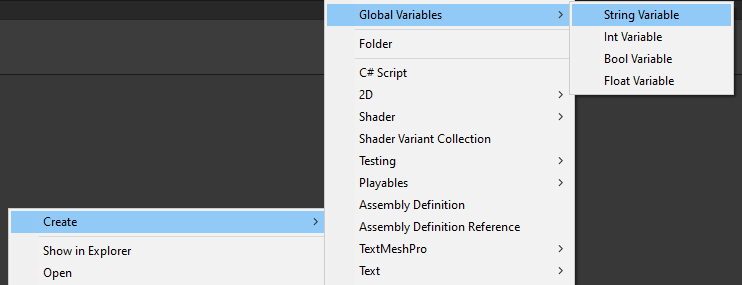 Global Variables
String Variable
Int Variable
Bool Variable
Float Variable
Folder
C# Script
2D
Shader
Shader Variant Collection
Testing
Playables
Assembly Definition
Assembly Definition Reference
TextMeshPro
Text
Create
Show in Explorer
Open